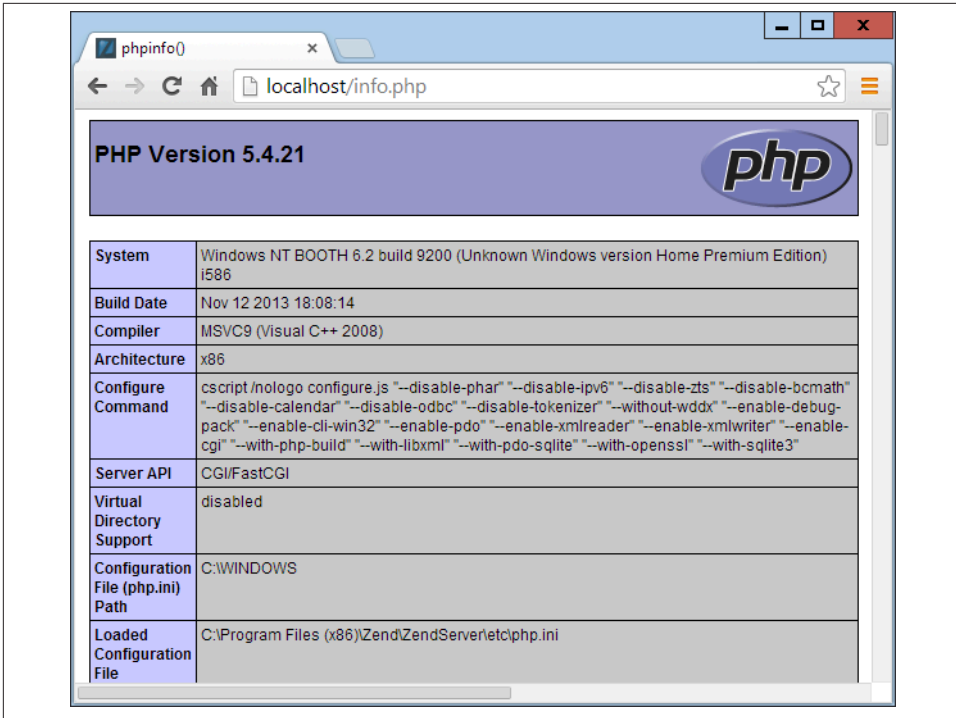 phpinfo()
localhost/info.php
PHP Version 5.4.21
php
System
Windows NT BOOTH 6.2 build 9200 (Unknown Windows version Home Premium Edition)
i586
Build Date
Nov 12 2013 18:08:14
Compiler
MSVC9 (Visual C++ 2008)
Architecture
x86
Configure
Command
cscript /nologo configure.js "--disable-phar" "--disable-ipv6" "--disable-zts" "--disable-bcmath"
"--disable-calendar" "--disable-odbc" "--disable-tokenizer" "--without-wddx" "--enable-debug-
pack" "--enable-cli-win32" "--enable-pdo" "--enable-xmlreader" "--enable-xmlwriter" "--enable-
cgi" "--with-php-build" "--with-libxml" "--with-pdo-sqlite" "--with-openssl" "--with-sqlite3"
Server API
CGI/FastCGI
Virtual
Directory
Support
disabled
Configuration
File (php.ini)
Path
C:\WINDOWS
Loaded
Configuration
File
C:\Program Files (x86)\Zend\ZendServer\etc\php.ini